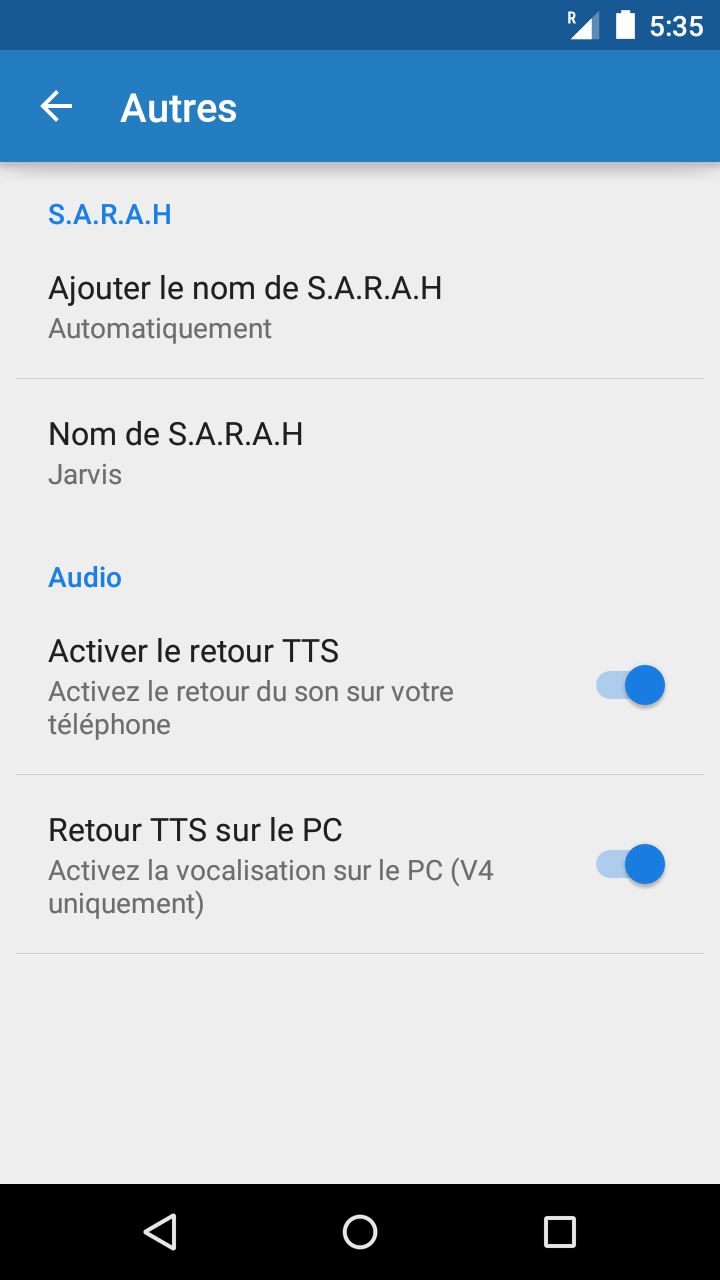 R
5:35
Autres
S.A.R.A.H
Ajouter le nom de S.A.R.A.H
Automatiquement
Nom de S.A.R.A.H
Jarvis
Audio
Activer le retour TTS
Activez le retour du son sur votre
téléphone
Retour TTS sur le PC
Activez la vocalisation sur le PC (V4
uniquement)